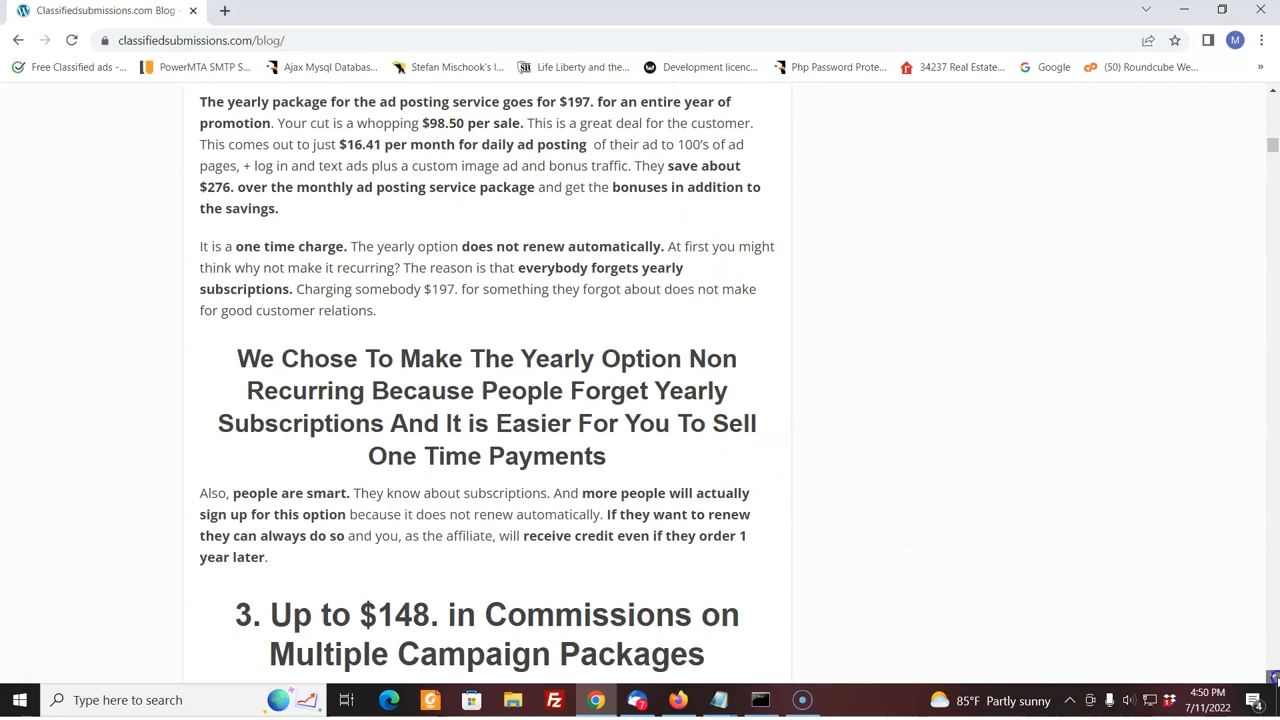 Classifiedsubmissions.com Blog -
classifiedsubmissions.com/blog/
M
Free Classified ads -...
PowerMTA SMTP S...
Ajax Mysql Databas...
Stefan Mischook's I...
Life Liberty and the...
Development licenc...
Php Password Prote...
34237 Real Estate...
Google
(50) Roundcube We...
The yearly package for the ad posting service goes for $197. for an entire year of
promotion. Your cut is a whopping $98.50 per sale. This is a great deal for the customer.
This comes out to just $16.41 per month for daily ad posting of their ad to 100's of ad
pages, + log in and text ads plus a custom image ad and bonus traffic. They save about
$276. over the monthly ad posting service package and get the bonuses in addition to
the savings.
It is a one time charge. The yearly option does not renew automatically. At first you might
think why not make it recurring? The reason is that everybody forgets yearly
subscriptions. Charging somebody $197. for something they forgot about does not make
for good customer relations.
We Chose To Make The Yearly Option Non
Recurring Because People Forget Yearly
Subscriptions And It is Easier For You To Sell
One Time Payments
Also, people are smart. They know about subscriptions. And more people will actually
sign up for this option because it does not renew automatically. If they want to renew
they can always do so and you, as the affiliate, will receive credit even if they order 1
year later.
3. Up to $148. in Commissions on
Multiple Campaign Packages
Type here to search
85°F Partly sunny
4:50 PM
7/11/2022
4